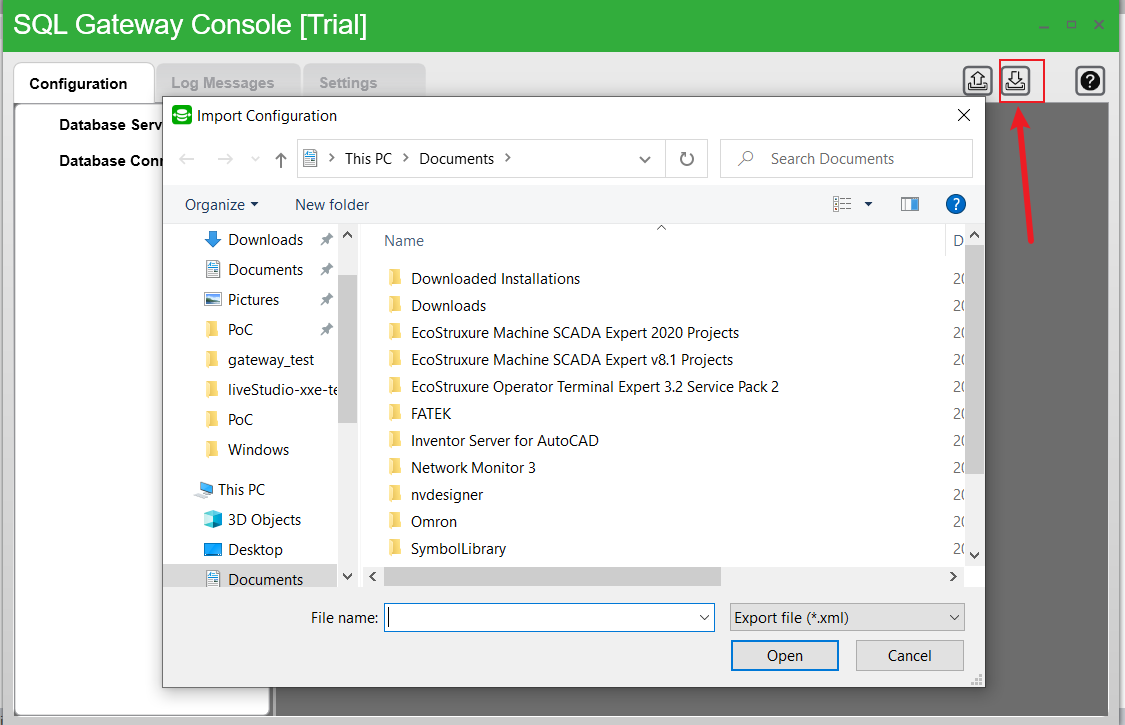 SQL Gateway Console [Trial]
Configuration
Log Messages
Settings
?
Database Serv
Database Conn
Import Configuration
This PC > Documents >
Search Documents
Organize
New folder
?
Downloads
Documents
Pictures
PoC
gateway_test
liveStudio-xxe-te
PoC
Windows
This PC
3D Objects
Desktop
Documents
Name
D
Downloaded Installations
20
Downloads
20
EcoStruxure Machine SCADA Expert 2020 Projects
20
EcoStruxure Machine SCADA Expert v8.1 Projects
20
EcoStruxure Operator Terminal Expert 3.2 Service Pack 2
20
FATEK
20
Inventor Server for AutoCAD
20
Network Monitor 3
20
nvdesigner
20
Omron
20
SymbolLibrary
20
File name:
Export file (*.xml)
Open
Cancel